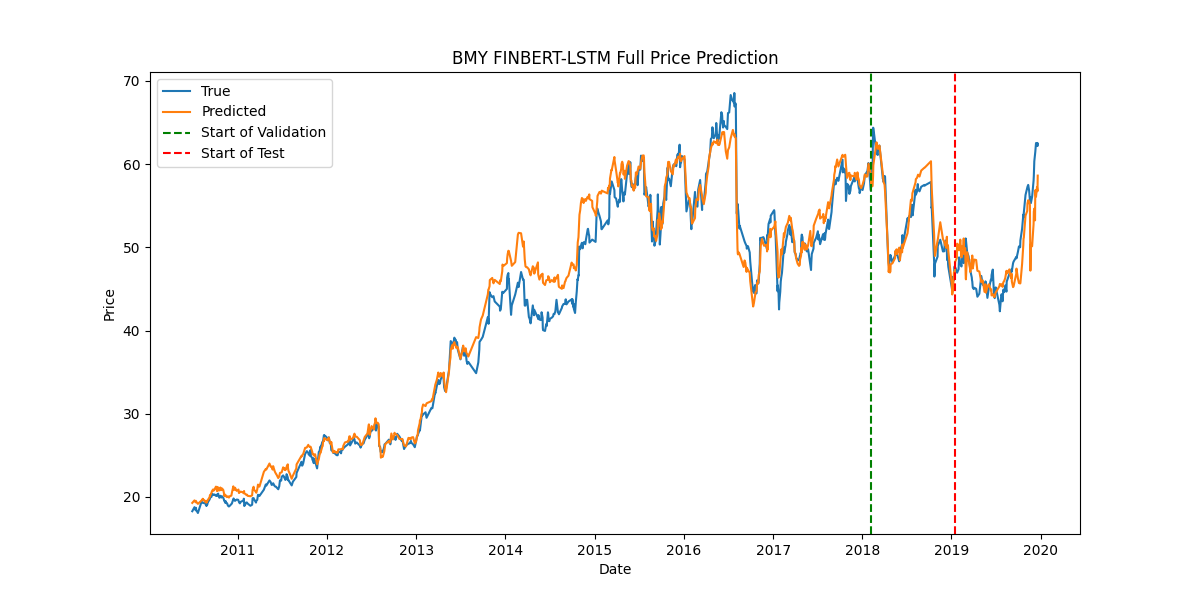 BMY FINBERT-LSTM Full Price Prediction
True
Predicted
Start of Validation
Start of Test
Price
70
60
50
40
30
20
2011 2012 2013 2014 2015 2016 2017 2018 2019 2020
Date